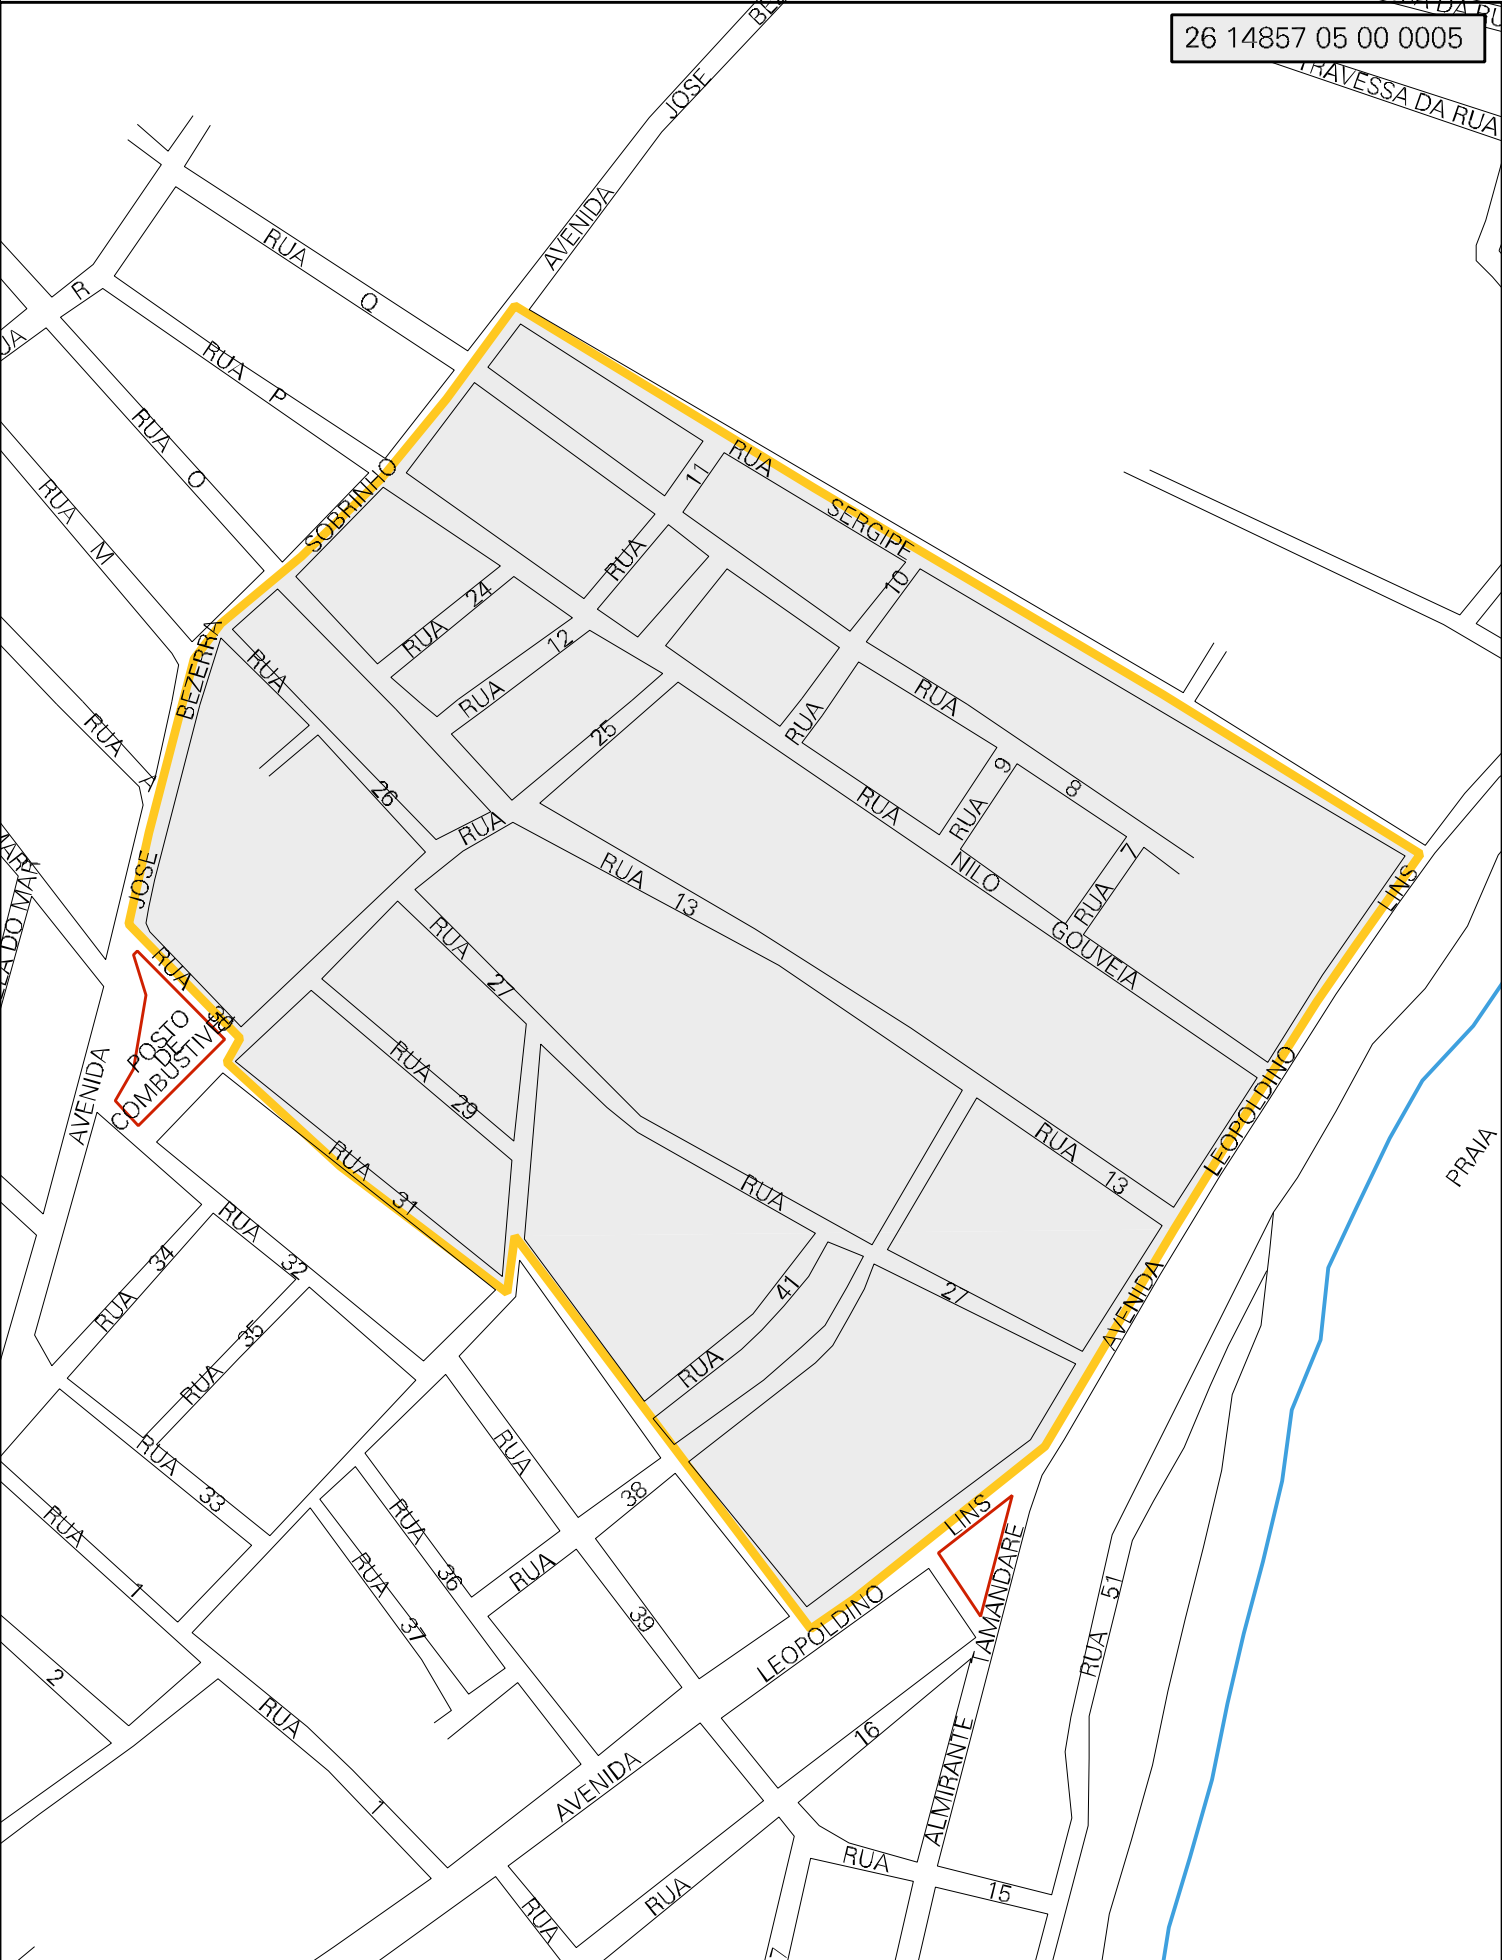 26 14857 05 00 0005
TRAVESSA DA RUA
AVENIDA JOSE
RUA Q
R
RUA P
RUA O
RUA M
RUA A
AVENIDA JOSE BEZERRA SOBRINHO
RUA SERGIPE
RUA 11
RUA 10
RUA 24
RUA 12
RUA 25
RUA 26
RUA
RUA 8
RUA 9
RUA 7
RUA NILO GOUVEIA
RUA 13
RUA 27
RUA 13
RUA 27
RUA 29
RUA 30
POSTO
DE
COMBUSTIVEL
RUA 31
RUA 32
RUA 34
RUA 35
RUA 33
RUA 41
AVENIDA LEOPOLDINO LINS
PRAIA
RUA 1
2
RUA 36
RUA 37
RUA 38
RUA 39
RUA 1
AVENIDA LEOPOLDINO LINS
ALMIRANTE TAMANDARE
RUA 51
RUA 16
RUA 15
RUA